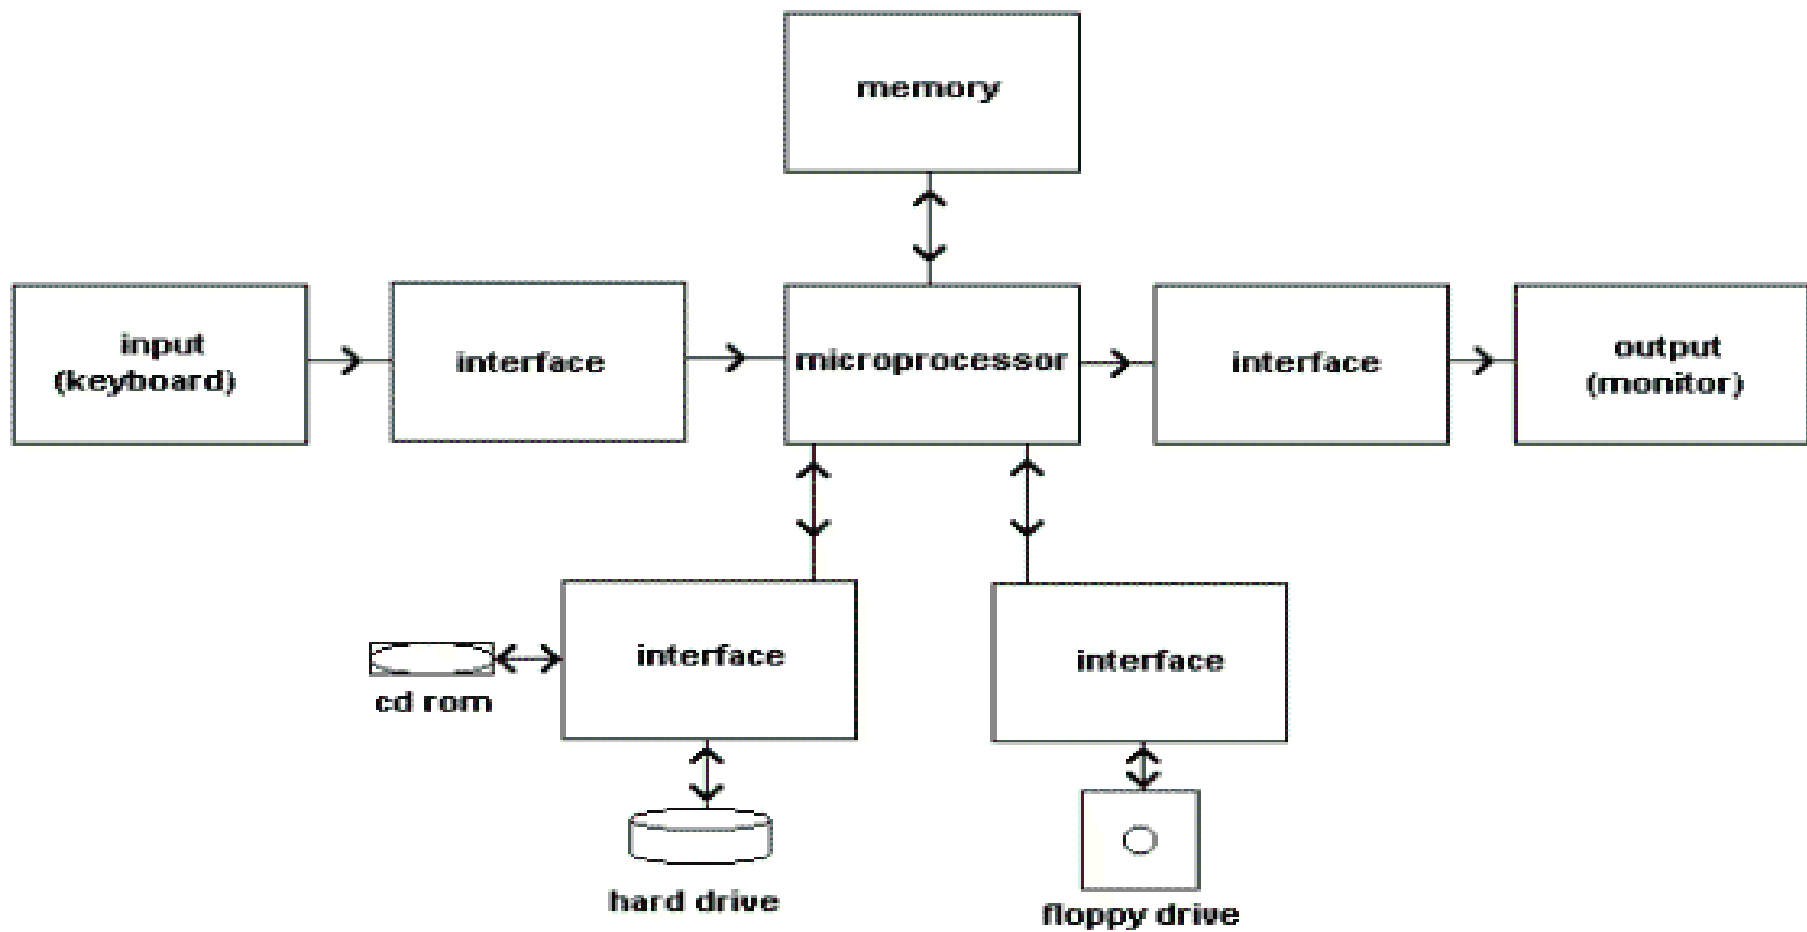 memory
input
(keyboard)
interface
microprocessor
interface
output
(monitor)
interface
interface
cd rom
hard drive
floppy drive